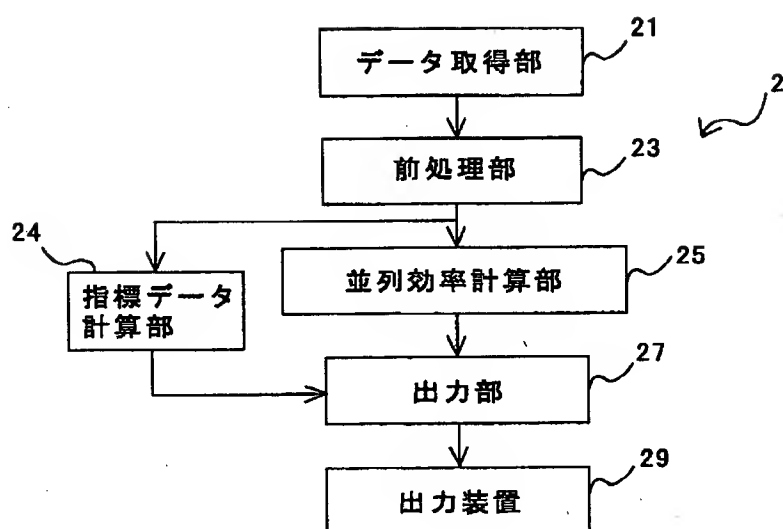 21
データ取得部
2
23
前処理部
24
25
並列効率計算部
指標データ
計算部
27
出力部
29
出力装置